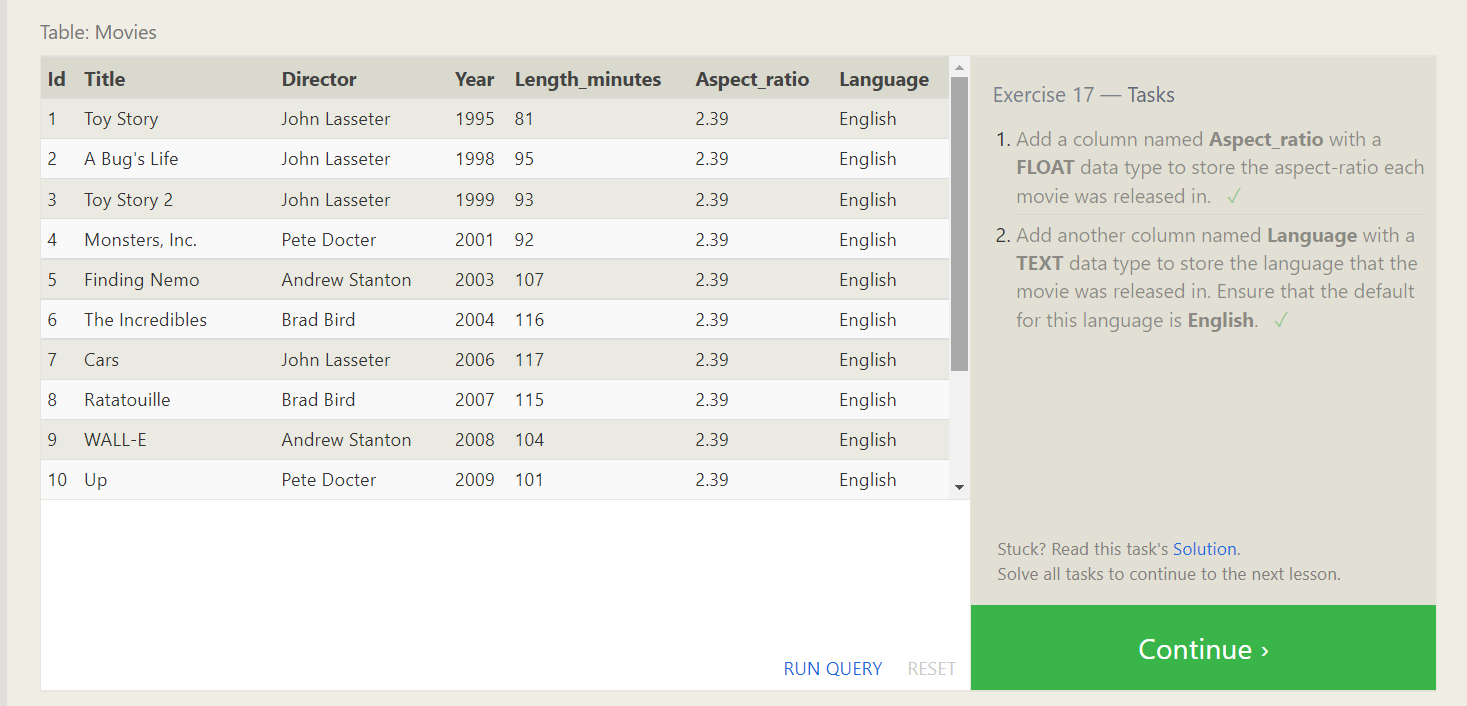 Table: Movies
Id Title Director Year Length_minutes Aspect_ratio Language
1 Toy Story John Lasseter 1995 81 2.39 English
2 A Bug's Life John Lasseter 1998 95 2.39 English
3 Toy Story 2 John Lasseter 1999 93 2.39 English
4 Monsters, Inc. Pete Docter 2001 92 2.39 English
5 Finding Nemo Andrew Stanton 2003 107 2.39 English
6 The Incredibles Brad Bird 2004 116 2.39 English
7 Cars John Lasseter 2006 117 2.39 English
8 Ratatouille Brad Bird 2007 115 2.39 English
9 WALL-E Andrew Stanton 2008 104 2.39 English
10 Up Pete Docter 2009 101 2.39 English
RUN QUERY RESET
Exercise 17 — Tasks
1. Add a column named Aspect_ratio with a
FLOAT data type to store the aspect-ratio each
movie was released in. ✓
2. Add another column named Language with a
TEXT data type to store the language that the
movie was released in. Ensure that the default
for this language is English. ✓
Stuck? Read this task's Solution.
Solve all tasks to continue to the next lesson.
Continue ›